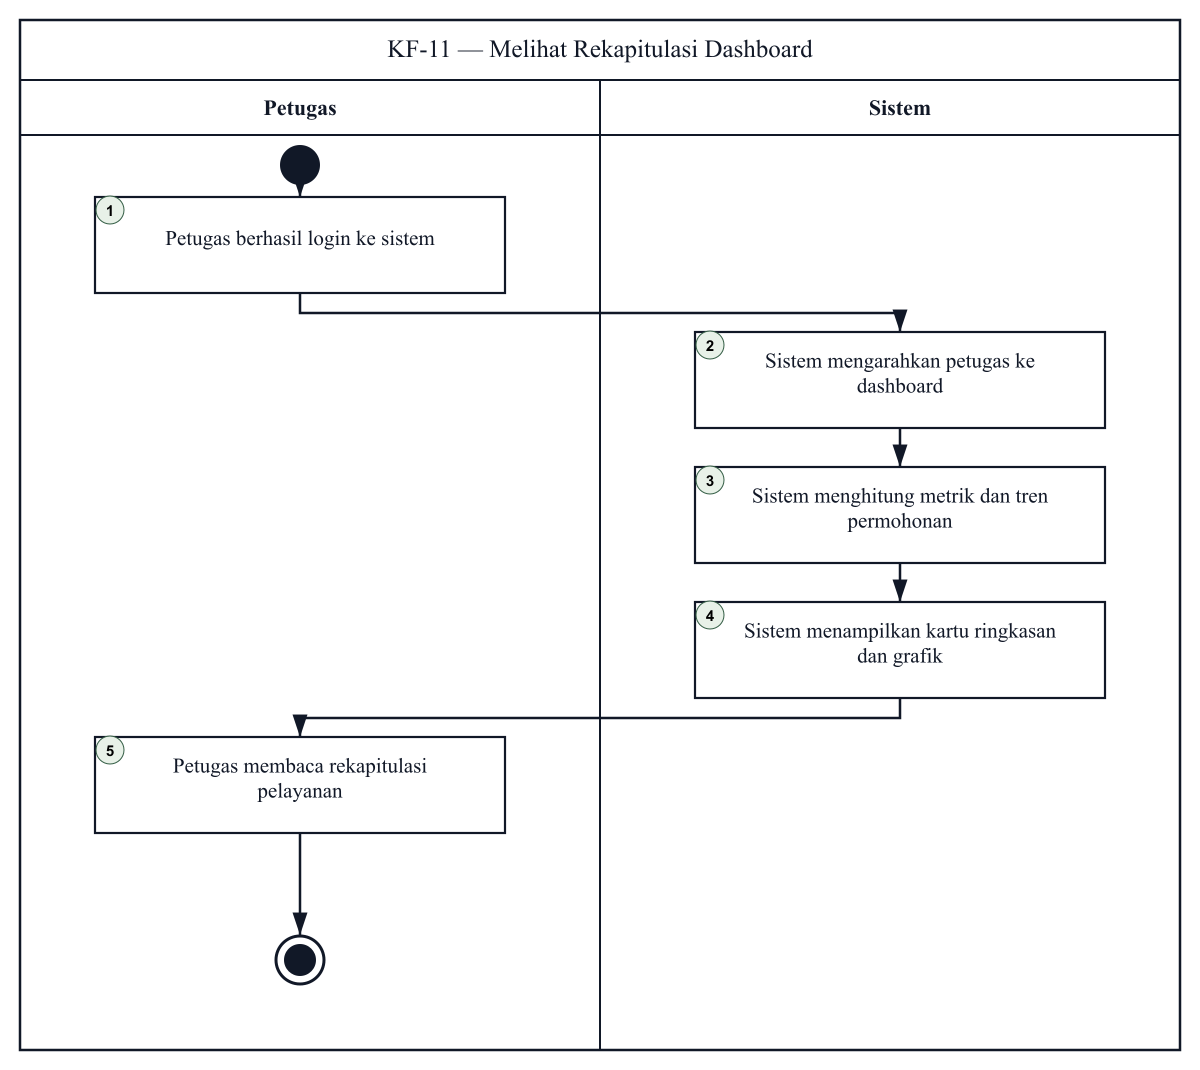 KF-11 — Melihat Rekapitulasi Dashboard
Petugas
Sistem
1
Petugas berhasil login ke sistem
2
Sistem mengarahkan petugas ke
dashboard
3
Sistem menghitung metrik dan tren
permohonan
4
Sistem menampilkan kartu ringkasan
dan grafik
5
Petugas membaca rekapitulasi
pelayanan